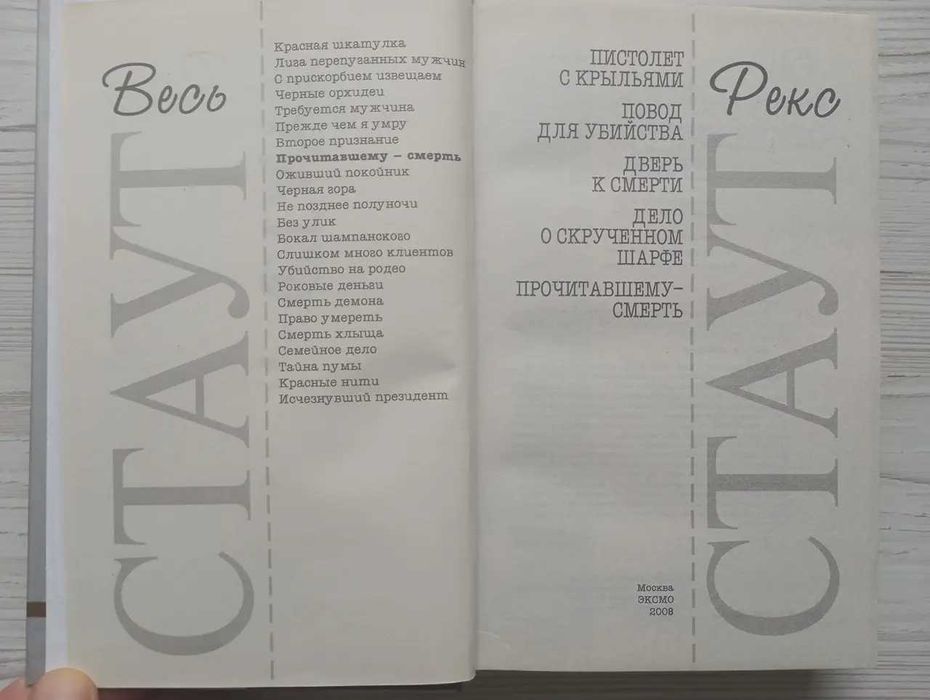 Весь
СТАУТ
Красная шкатулка
Лига перепуганных мужчин
С прискорбием извещаем
Черные орхидеи
Требуется мужчина
Прежде чем я умру
Второе признание
Прочитавшему – смерть
Оживший покойник
Черная гора
Не позднее полуночи
Без улик
Бокал шампанского
Слишком много клиентов
Убийство на родео
Роковые деньги
Смерть демона
Право умереть
Смерть хлыща
Семейное дело
Тайна пумы
Красные нити
Исчезнувший президент
ПИСТОЛЕТ
С КРЫЛЬЯМИ
ПОВОД
ДЛЯ УБИЙСТВА
ДВЕРЬ
К СМЕРТИ
ДЕЛО
О СКРУЧЕННОМ
ШАРФЕ
ПРОЧИТАВШЕМУ–
СМЕРТЬ
Москва
ЭКСМО
2008
Рекс
СТАУТ